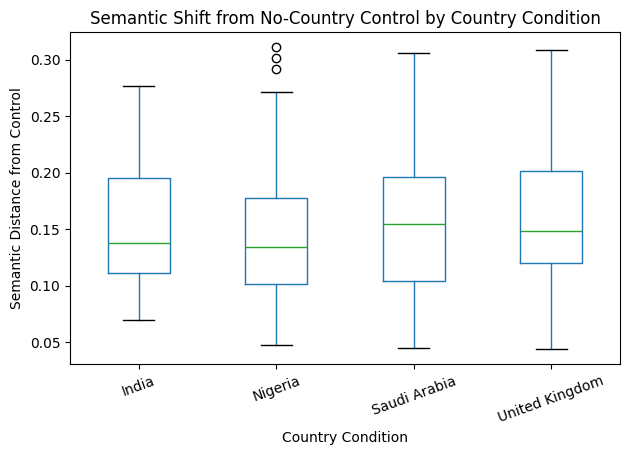 Semantic Shift from No-Country Control by Country Condition
Semantic Distance from Control
0.30
0.25
0.20
0.15
0.10
0.05
India
Nigeria
Saudi Arabia
United Kingdom
Country Condition